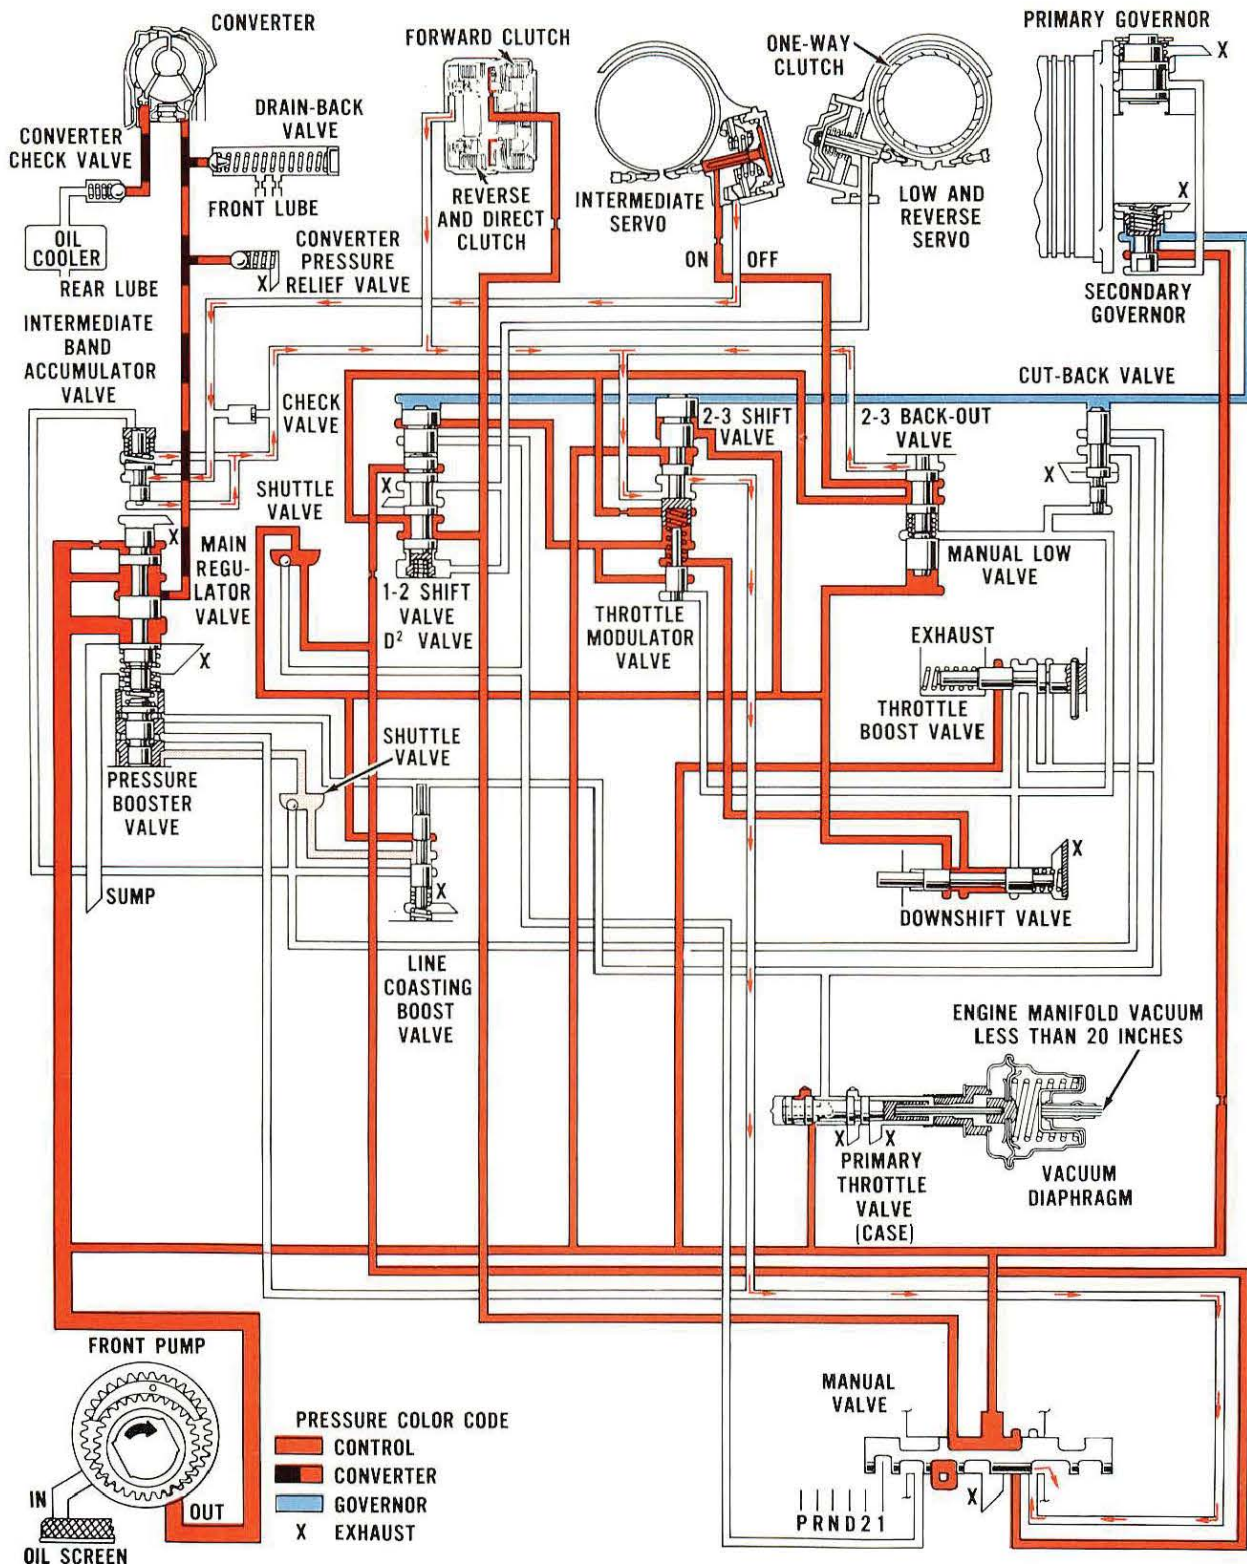 CONVERTER
FORWARD CLUTCH
ONE-WAY
CLUTCH
PRIMARY GOVERNOR
X
DRAIN-BACK
VALVE
CONVERTER
CHECK VALVE
FRONT LUBE
REVERSE
AND DIRECT
CLUTCH
INTERMEDIATE
SERVO
LOW AND
REVERSE
SERVO
X
OIL
COOLER
REAR LUBE
CONVERTER
PRESSURE
RELIEF VALVE
X
ON
OFF
SECONDARY
GOVERNOR
INTERMEDIATE
BAND
ACCUMULATOR
VALVE
CHECK
VALVE
CUT-BACK VALVE
2-3 SHIFT
VALVE
2-3 BACK-OUT
VALVE
X
SHUTTLE
VALVE
X
X
MAIN
REGU-
LATOR
VALVE
1-2 SHIFT
VALVE
D² VALVE
THROTTLE
MODULATOR
VALVE
MANUAL LOW
VALVE
X
EXHAUST
THROTTLE
BOOST VALVE
SHUTTLE
VALVE
PRESSURE
BOOSTER
VALVE
SUMP
X
X
DOWNSHIFT VALVE
LINE
COASTING
BOOST
VALVE
ENGINE MANIFOLD VACUUM
LESS THAN 20 INCHES
X
X
PRIMARY
THROTTLE
VALVE
(CASE)
VACUUM
DIAPHRAGM
FRONT PUMP
IN
OUT
OIL SCREEN
PRESSURE COLOR CODE
CONTROL
CONVERTER
GOVERNOR
X EXHAUST
MANUAL
VALVE
X
P R N D 2 1